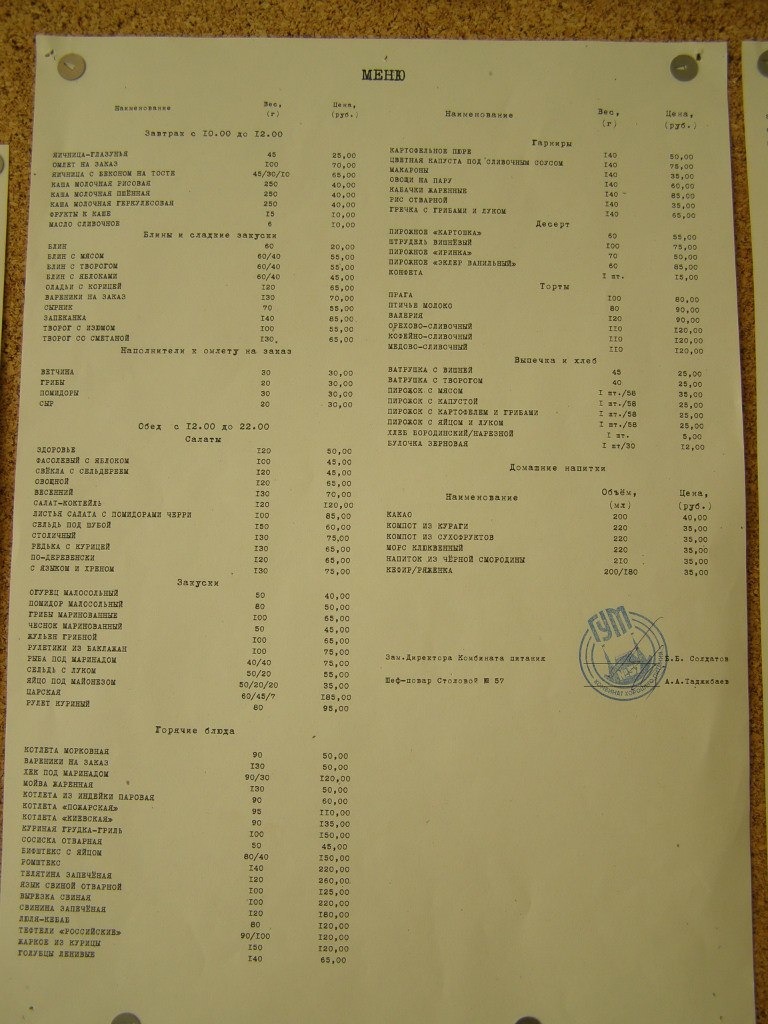 МЕНЮ
Наименование Вес, (г) Цена, (руб.)
Завтрак с 10.00 до 12.00
ЯИЧНИЦА-ГЛАЗУНЬЯ 45 25,00
ОМЛЕТ НА ЗАКАЗ 100 70,00
ЯИЧНИЦА С БЕКОНОМ НА ТОСТЕ 45/30/10 65,00
КАША МОЛОЧНАЯ РИСОВАЯ 250 40,00
КАША МОЛОЧНАЯ ПШЁННАЯ 250 40,00
КАША МОЛОЧНАЯ ГЕРКУЛЕСОВАЯ 250 40,00
ФРУКТЫ К КАШЕ 15 10,00
МАСЛО СЛИВОЧНОЕ 6 10,00
Блины и сладкие закуски
БЛИН 60 20,00
БЛИН С МЯСОМ 60/40 55,00
БЛИН С ТВОРОГОМ 60/40 55,00
БЛИН С ЯБЛОКАМИ 60/40 45,00
ОЛАДЬИ С КОРИЦЕЙ 120 65,00
ВАРЕНИКИ НА ЗАКАЗ 130 70,00
СЫРНИК 70 55,00
ЗАПЕКАНКА 140 85,00
ТВОРОГ С ИЗЮМОМ 100 55,00
ТВОРОГ СО СМЕТАНОЙ 130 65,00
Наполнители к омлету на заказ
ВЕТЧИНА 30 30,00
ГРИБЫ 20 30,00
ПОМИДОРЫ 30 30,00
СЫР 20 30,00
Обед с 12.00 до 22.00
Салаты
ЗДОРОВЬЕ 120 50,00
ФАСОЛЕВЫЙ С ЯБЛОКОМ 100 45,00
СВЁКЛА С СЕЛЬДЕРЕЕМ 120 45,00
ОВОЩНОЙ 120 65,00
ВЕСЕННИЙ 130 70,00
САЛАТ-КОКТЕЙЛЬ 120 120,00
ЛИСТЬЯ САЛАТА С ПОМИДОРАМИ ЧЕРРИ 100 85,00
СЕЛЬДЬ ПОД ШУБОЙ 150 60,00
СТОЛИЧНЫЙ 130 75,00
РЕДЬКА С КУРИЦЕЙ 130 65,00
ПО-ДЕРЕВЕНСКИ 120 65,00
С ЯЗЫКОМ И ХРЕНОМ 130 75,00
Закуски
ОГУРЕЦ МАЛОСОЛЬНЫЙ 50 40,00
ПОМИДОР МАЛОСОЛЬНЫЙ 80 50,00
ГРИБЫ МАРИНОВАННЫЕ 100 65,00
ЧЕСНОК МАРИНОВАННЫЙ 50 45,00
ЖУЛЬЕН ГРИБНОЙ 100 65,00
РУЛЕТИКИ ИЗ БАКЛАЖАН 100 75,00
РЫБА ПОД МАРИНАДОМ 40/40 75,00
СЕЛЬДЬ С ЛУКОМ 50/20 55,00
ЯЙЦО ПОД МАЙОНЕЗОМ 50/20/20 35,00
ЦАРСКАЯ 60/45/7 185,00
РУЛЕТ КУРИНЫЙ 80 95,00
Горячие блюда
КОТЛЕТА МОРКОВНАЯ 90 50,00
ВАРЕНИКИ НА ЗАКАЗ 130 50,00
ХЕК ПОД МАРИНАДОМ 90/30 120,00
МОЙВА ЖАРЕННАЯ 130 50,00
КОТЛЕТА ИЗ ИНДЕЙКИ ПАРОВАЯ 90 60,00
КОТЛЕТА «ПОЖАРСКАЯ» 95 110,00
КОТЛЕТА «КИЕВСКАЯ» 90 135,00
КУРИНАЯ ГРУДКА-ГРИЛЬ 100 150,00
СОСИСКА ОТВАРНАЯ 50 45,00
БИФШТЕКС С ЯЙЦОМ 80/40 150,00
РОМШТЕКС 140 220,00
ТЕЛЯТИНА ЗАПЕЧЁНАЯ 120 260,00
ЯЗЫК СВИНОЙ ОТВАРНОЙ 100 125,00
ВЫРЕЗКА СВИНАЯ 100 220,00
СВИНИНА ЗАПЕЧЁНАЯ 120 180,00
ЛЮЛЯ-КЕБАБ 80 120,00
ТЕФТЕЛИ «РОССИЙСКИЕ» 90/100 120,00
ЖАРКОЕ ИЗ КУРИЦЫ 150 120,00
ГОЛУБЦЫ ЛЕНИВЫЕ 140 65,00
Наименование Вес, (г) Цена, (руб.)
Гарниры
КАРТОФЕЛЬНОЕ ПЮРЕ 140 50,00
ЦВЕТНАЯ КАПУСТА ПОД СЛИВОЧНЫМ СОУСОМ 140 75,00
МАКАРОНЫ 140 35,00
ОВОЩИ НА ПАРУ 140 60,00
КАБАЧКИ ЖАРЕННЫЕ 140 85,00
РИС ОТВАРНОЙ 140 35,00
ГРЕЧКА С ГРИБАМИ И ЛУКОМ 140 65,00
Десерт
ПИРОЖНОЕ «КАРТОШКА» 60 55,00
ШТРУДЕЛЬ ВИШНЁВЫЙ 100 75,00
ПИРОЖНОЕ «ИРИНКА» 70 50,00
ПИРОЖНОЕ «ЭКЛЕР ВАНИЛЬНЫЙ» 60 85,00
КОНФЕТА 1 шт. 15,00
Торты
ПРАГА 100 80,00
ПТИЧЬЕ МОЛОКО 80 90,00
ВАЛЕРИЯ 120 90,00
ОРЕХОВО-СЛИВОЧНЫЙ 110 120,00
КОФЕЙНО-СЛИВОЧНЫЙ 110 120,00
МЕДОВО-СЛИВОЧНЫЙ 110 120,00
Выпечка и хлеб
ВАТРУШКА С ВИШНЕЙ 45 25,00
ВАТРУШКА С ТВОРОГОМ 40 25,00
ПИРОЖОК С МЯСОМ 1 шт./58 35,00
ПИРОЖОК С КАПУСТОЙ 1 шт./58 25,00
ПИРОЖОК С КАРТОФЕЛЕМ И ГРИБАМИ 1 шт./58 25,00
ПИРОЖОК С ЯЙЦОМ И ЛУКОМ 1 шт./58 25,00
ХЛЕБ БОРОДИНСКИЙ/НАРЕЗНОЙ 1 шт. 5,00
БУЛОЧКА ЗЕРНОВАЯ 1 шт/30 12,00
Домашние напитки
Наименование Объём, (мл) Цена, (руб.)
КАКАО 200 40,00
КОМПОТ ИЗ КУРАГИ 220 35,00
КОМПОТ ИЗ СУХОФРУКТОВ 220 35,00
МОРС КЛЮКВЕННЫЙ 220 35,00
НАПИТОК ИЗ ЧЁРНОЙ СМОРОДИНЫ 210 35,00
КЕФИР/РЯЖЕНКА 200/180 35,00
ГУМ
Зам.Директора Комбината питания Б.Б. Солдатов
Шеф-повар Столовой № 57 А.А.Таджибаев